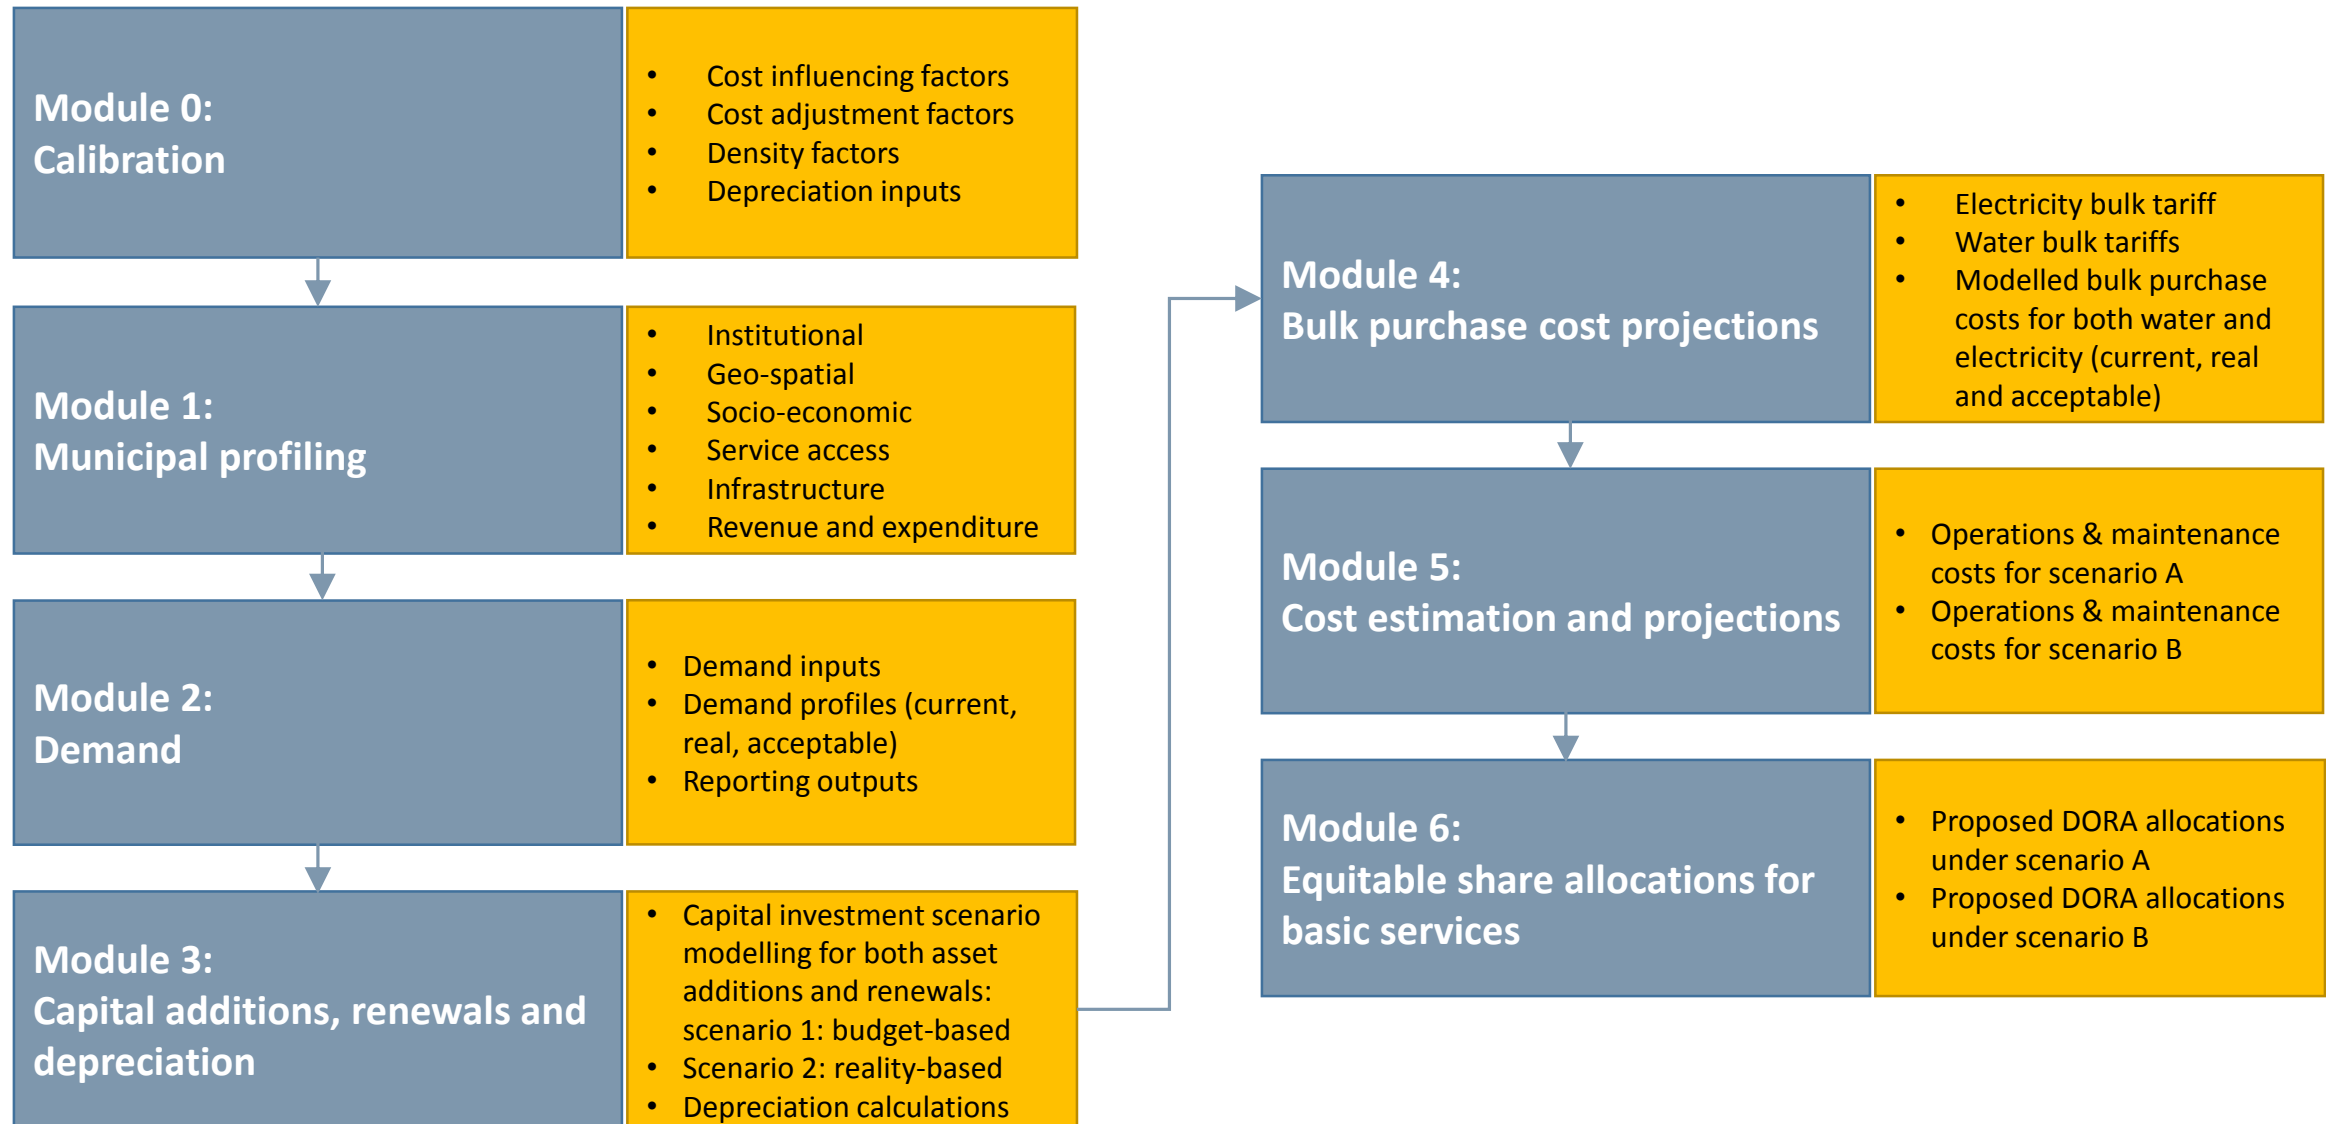 Module 0:
Calibration
• Cost influencing factors
• Cost adjustment factors
• Density factors
• Depreciation inputs
Module 1:
Municipal profiling
• Institutional
• Geo-spatial
• Socio-economic
• Service access
• Infrastructure
• Revenue and expenditure
Module 2:
Demand
• Demand inputs
• Demand profiles (current,
real, acceptable)
• Reporting outputs
Module 3:
Capital additions, renewals and
depreciation
• Capital investment scenario
modelling for both asset
additions and renewals:
scenario 1: budget-based
• Scenario 2: reality-based
• Depreciation calculations
Module 4:
Bulk purchase cost projections
• Electricity bulk tariff
• Water bulk tariffs
• Modelled bulk purchase
costs for both water and
electricity (current, real
and acceptable)
Module 5:
Cost estimation and projections
• Operations & maintenance
costs for scenario A
• Operations & maintenance
costs for scenario B
Module 6:
Equitable share allocations for
basic services
• Proposed DORA allocations
under scenario A
• Proposed DORA allocations
under scenario B